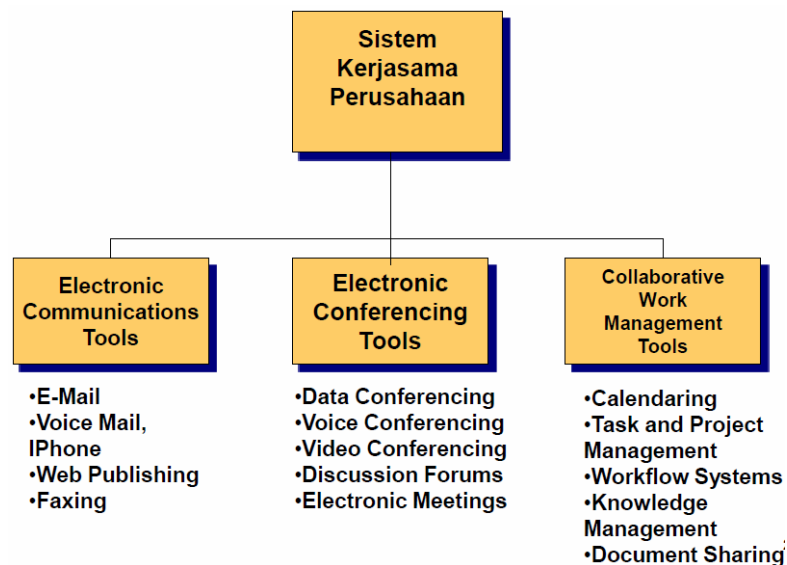 Sistem
Kerjasama
Perusahaan
Electronic
Communications
Tools
•E-Mail
•Voice Mail,
IPhone
•Web Publishing
•Faxing
Electronic
Conferencing
Tools
•Data Conferencing
•Voice Conferencing
•Video Conferencing
•Discussion Forums
•Electronic Meetings
Collaborative
Work
Management
Tools
•Calendaring
•Task and Project
Management
•Workflow Systems
•Knowledge
Management
•Document Sharing